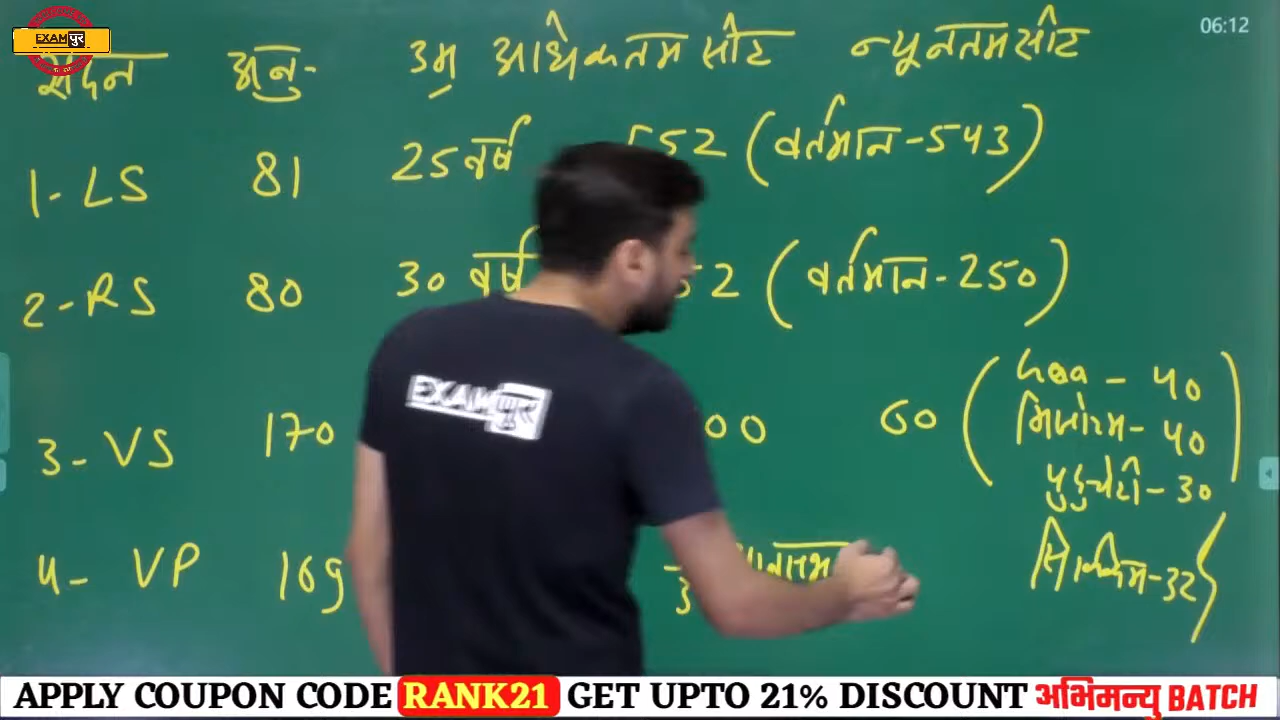 EXAMपुर
06:12
सदन अनु- उम्र अधिकतम सीट न्यूनतम सीट
1-LS 81 25 वर्ष 552 (वर्तमान-543)
2-RS 80 30 वर्ष 52 (वर्तमान-250)
3-VS 170 00 60 (गोवा - 40
मिजोरम- 40
पुदुचेरी- 30
सिक्किम-32)
4- VP 169
EXAMपुर
APPLY COUPON CODE RANK21 GET UPTO 21% DISCOUNT अभिमन्यु BATCH